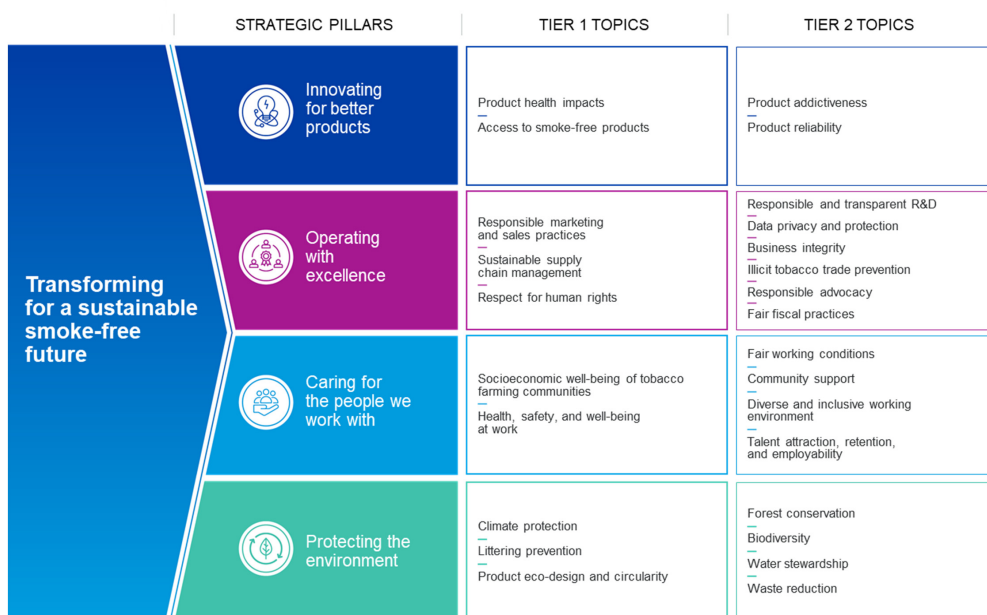 STRATEGIC PILLARS
TIER 1 TOPICS
TIER 2 TOPICS
Transforming
for a sustainable
smoke-free
future
Innovating
for better
products
Product health impacts
Access to smoke-free products
Product addictiveness
Product reliability
Operating
with
excellence
Responsible marketing
and sales practices
Sustainable supply
chain management
Respect for human rights
Responsible and transparent R&D
Data privacy and protection
Business integrity
Illicit tobacco trade prevention
Responsible advocacy
Fair fiscal practices
Caring for
the people we
work with
Socioeconomic well-being of tobacco
farming communities
Health, safety, and well-being
at work
Fair working conditions
Community support
Diverse and inclusive working
environment
Talent attraction, retention,
and employability
Protecting the
environment
Climate protection
Littering prevention
Product eco-design and circularity
Forest conservation
Biodiversity
Water stewardship
Waste reduction